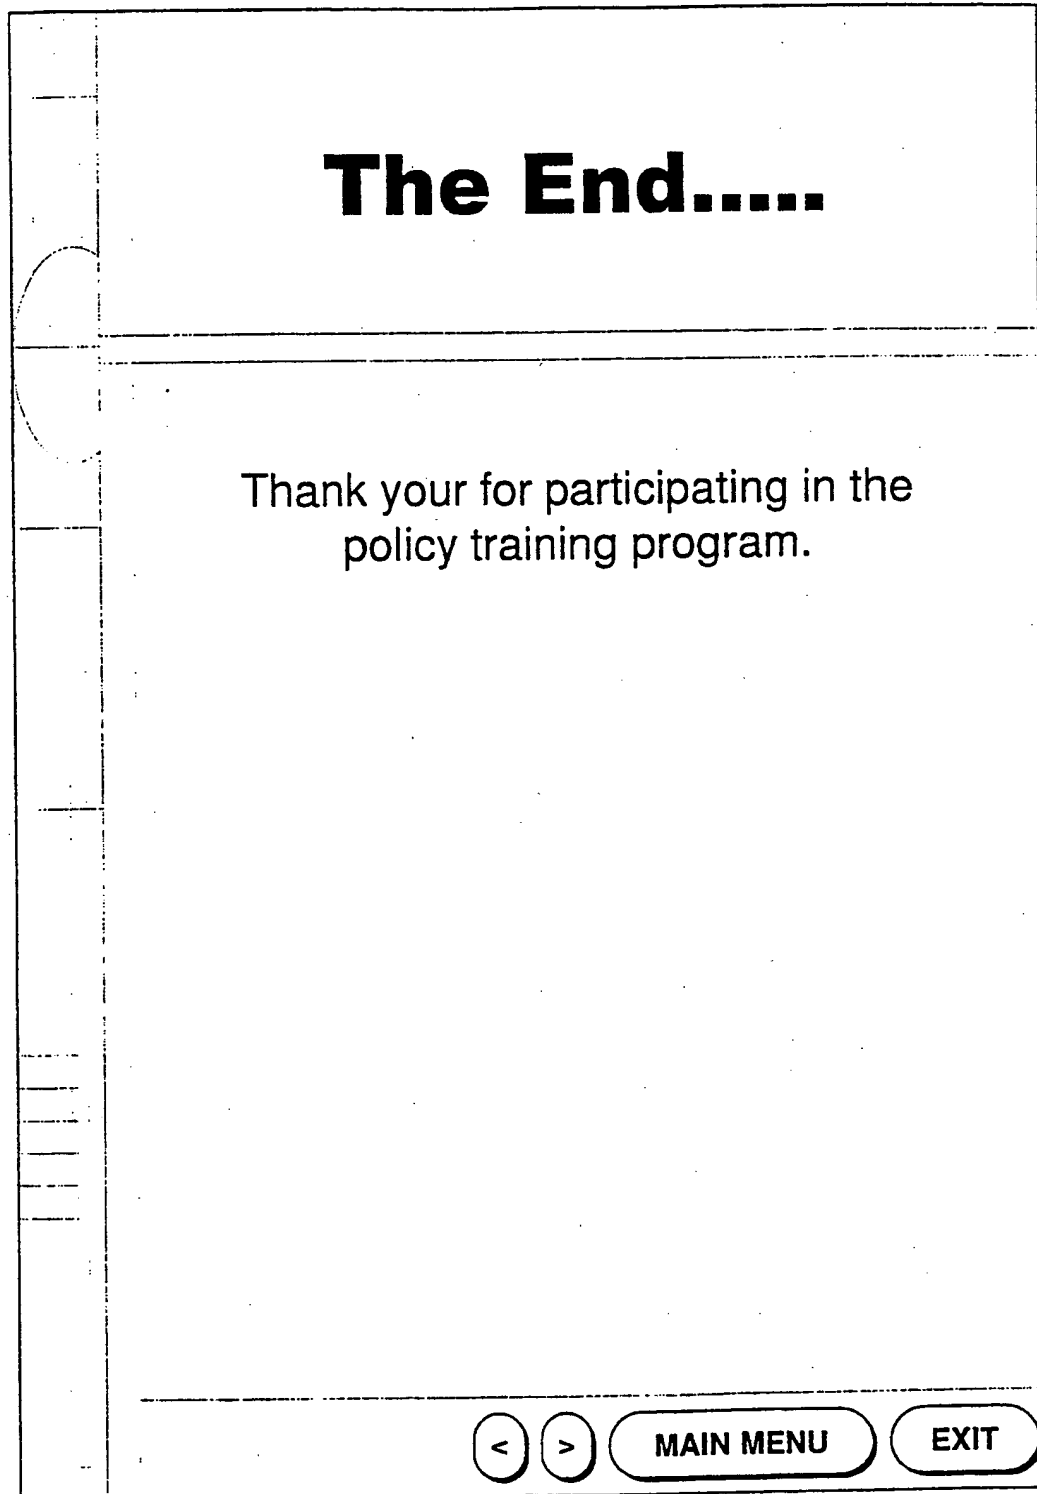 The End.....
Thank your for participating in the
policy training program.
< > MAIN MENU EXIT